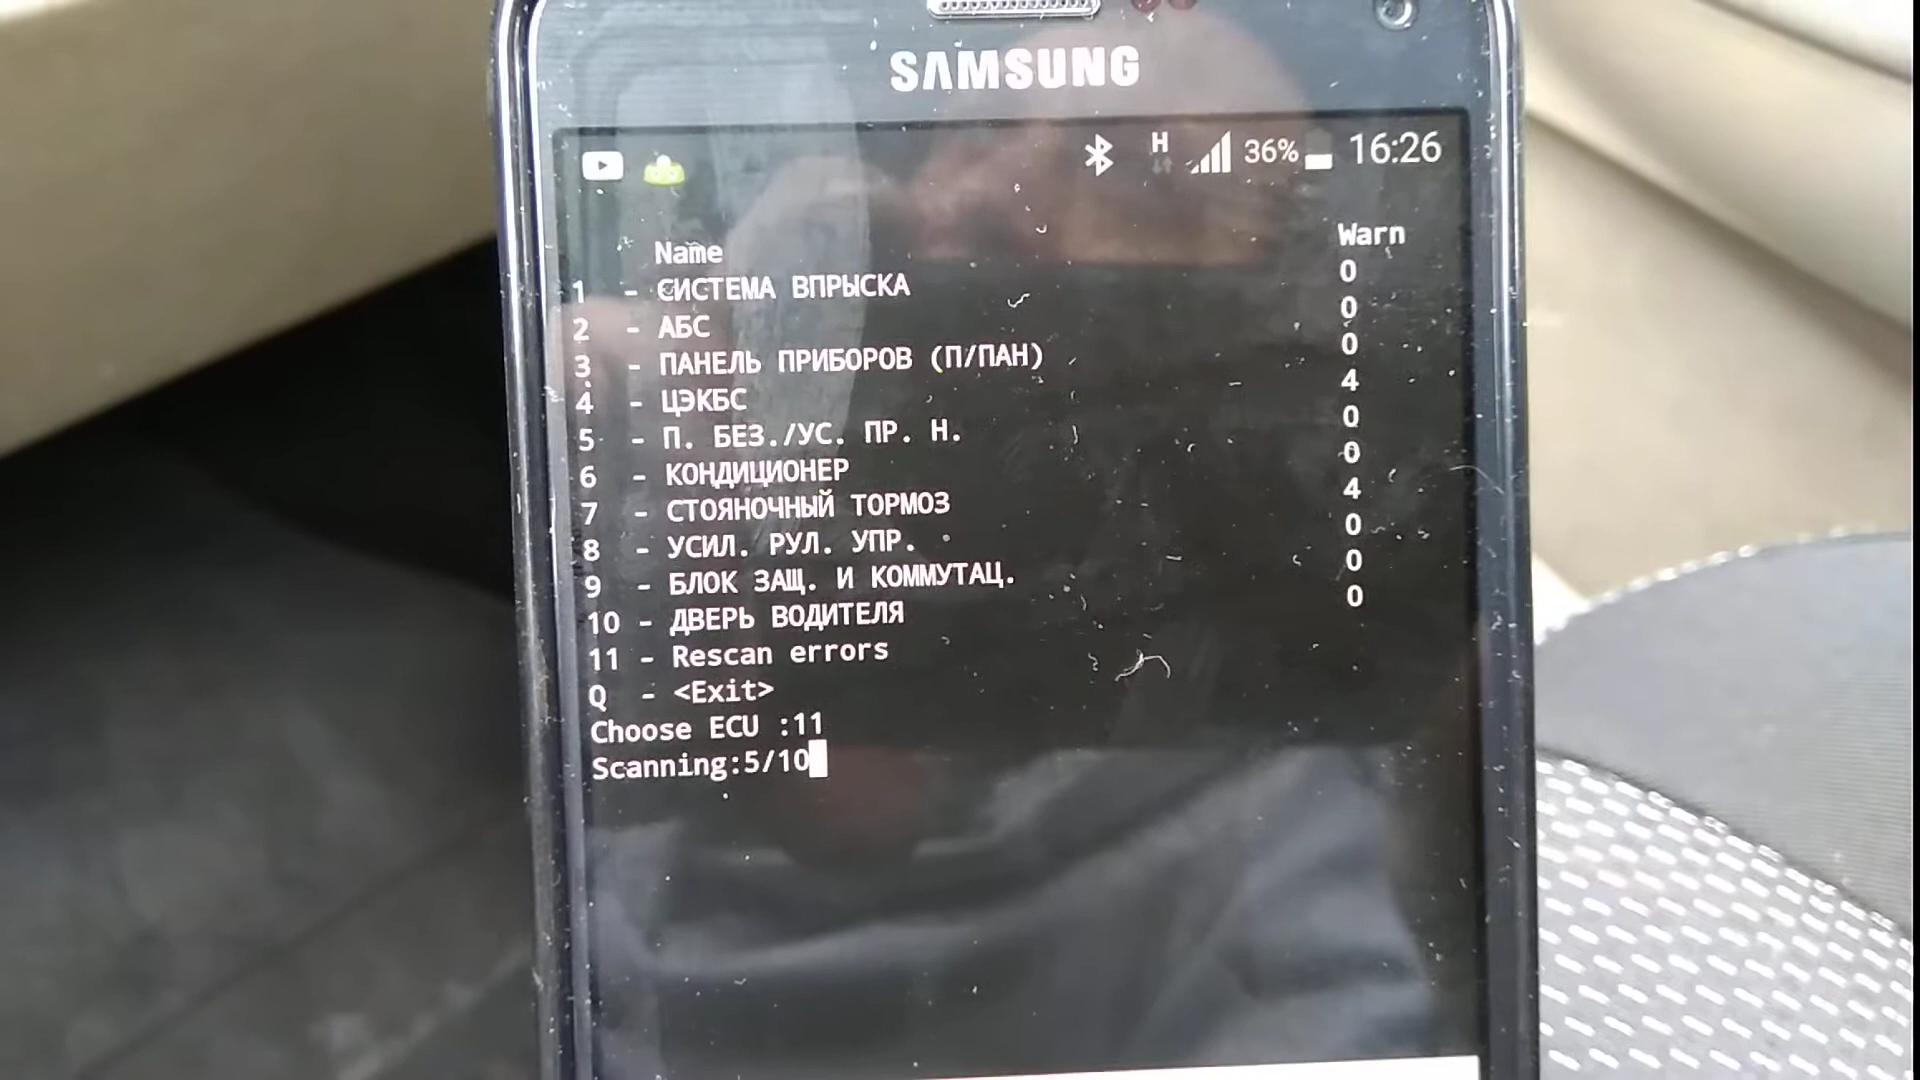 SAMSUNG
H 36% 16:26
Name Warn
1 - СИСТЕМА ВПРЫСКА 0
2 - АБС 0
3 - ПАНЕЛЬ ПРИБОРОВ (П/ПАН) 0
4 - ЦЭКБС 4
5 - П. БЕЗ./УС. ПР. Н. 0
6 - КОНДИЦИОНЕР 0
7 - СТОЯНОЧНЫЙ ТОРМОЗ 4
8 - УСИЛ. РУЛ. УПР. 0
9 - БЛОК ЗАЩ. И КОММУТАЦ. 0
10 - ДВЕРЬ ВОДИТЕЛЯ 0
11 - Rescan errors
Q - <Exit>
Choose ECU :11
Scanning:5/10